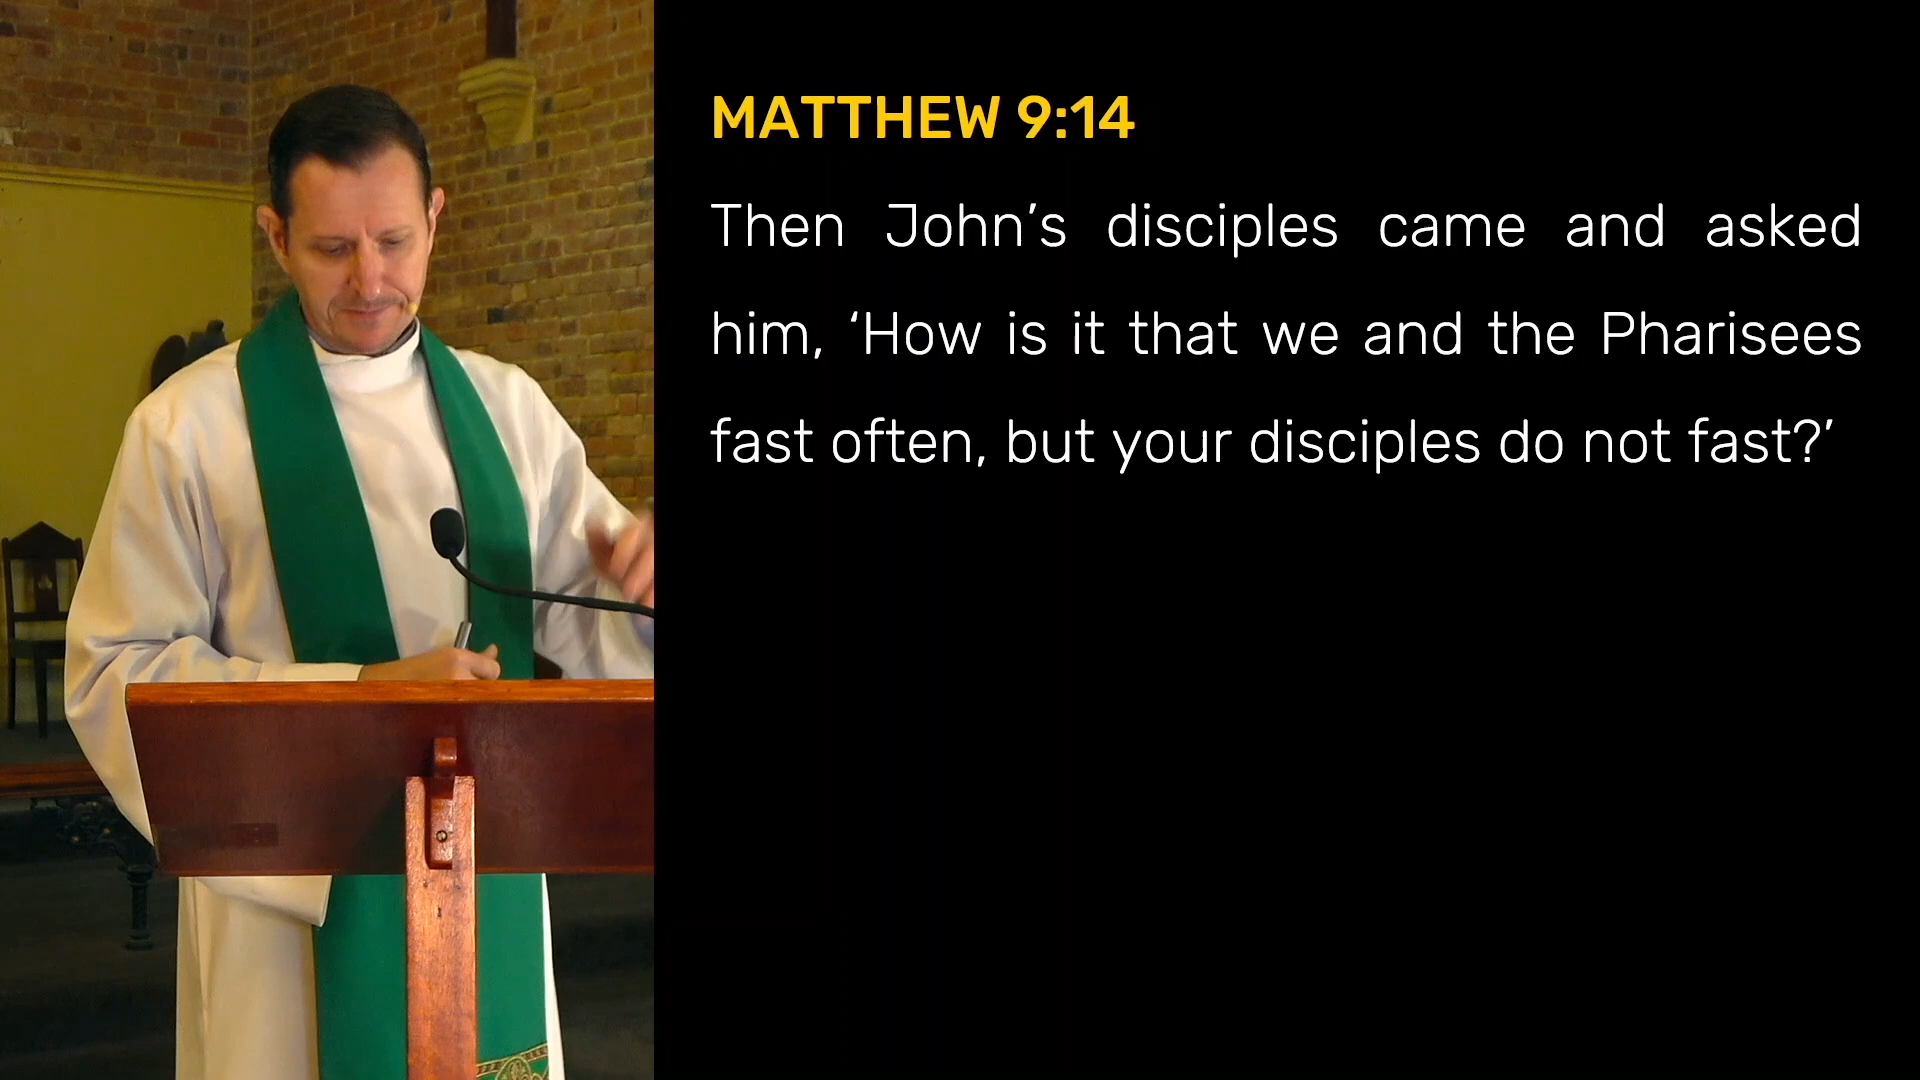 MATTHEW 9:14
Then John’s disciples came and asked
him, ‘How is it that we and the Pharisees
fast often, but your disciples do not fast?’